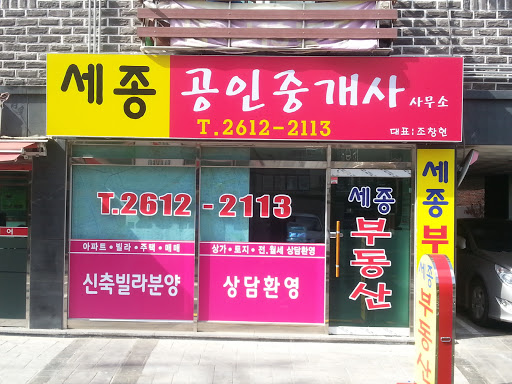 세종 공인중개사 사무소
T.2612-2113 대표:조창현
T.2612-2113
아파트•빌라•주택•매매
상가•토지•전.월세 상담환영
신축빌라분양
상담환영
세종 부동산
세종 부
세종 부동산
어